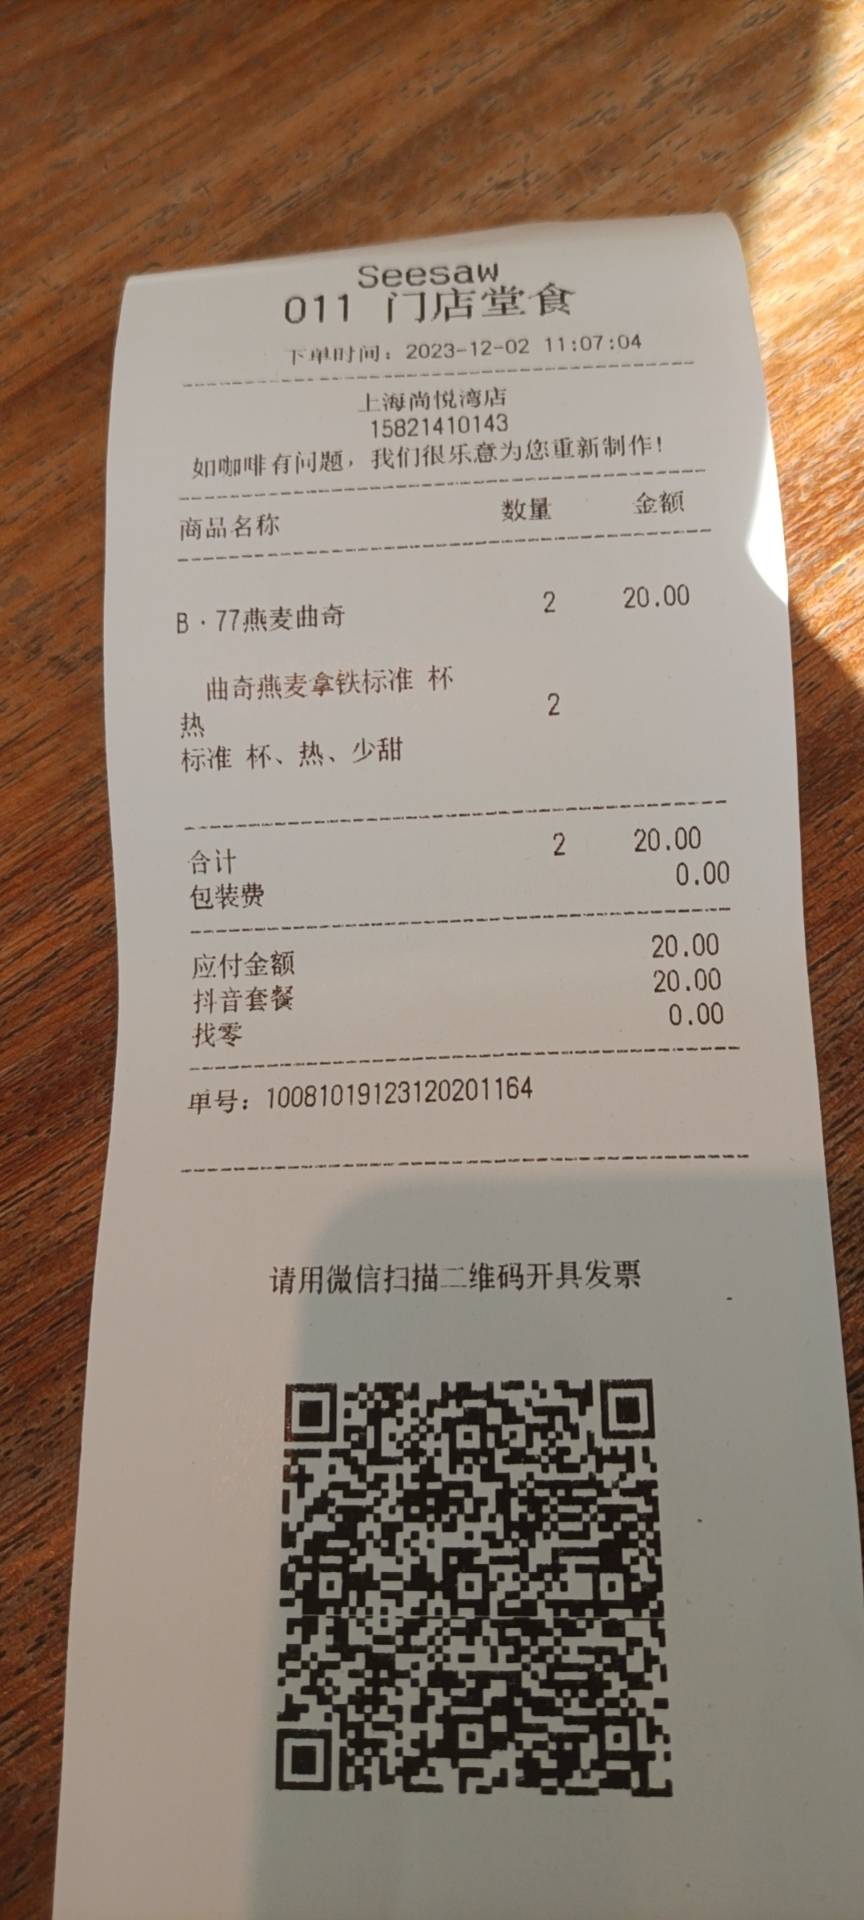 Seesaw
011 门店堂食
下单时间：2023-12-02 11:07:04
上海尚悦湾店
15821410143
如咖啡有问题，我们很乐意为您重新制作！
商品名称 数量 金额
B·77燕麦曲奇 2 20.00
曲奇燕麦拿铁标准 杯
热 2
标准 杯、热、少甜
合计 2 20.00
包装费 0.00
应付金额 20.00
抖音套餐 20.00
找零 0.00
单号：10081019123120201164
请用微信扫描二维码开具发票